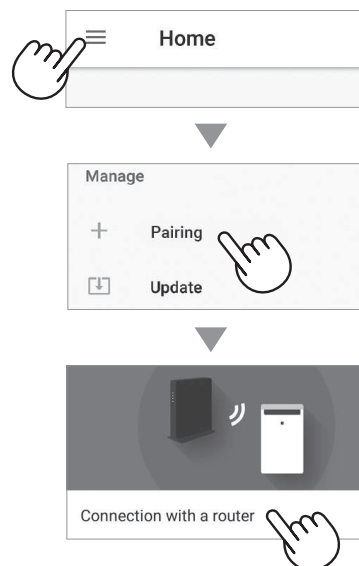 Home
Manage
Pairing
Update
Connection with a router